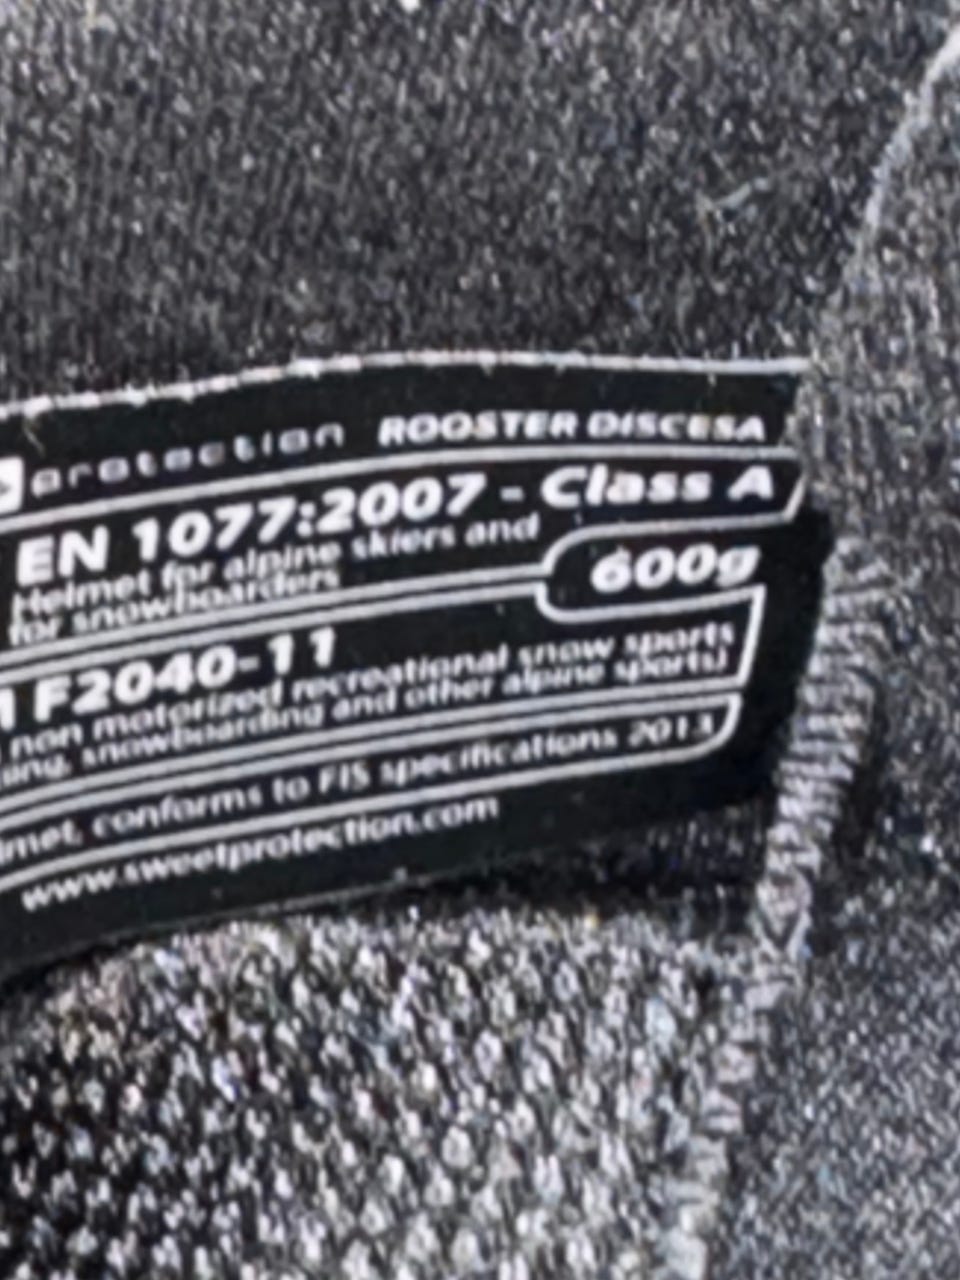 protection ROOSTER DISCESA
EN 1077:2007 - Class A
Helmet for alpine skiers and
for snowboarders
600g
F2040-11
non motorized recreational snow sports
snowboarding and other alpine sports)
conforms to FIS specifications 2013
www.sweetprotection.com